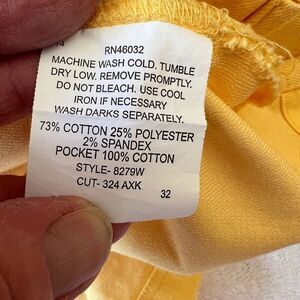 14
RN46032
MACHINE WASH COLD. TUMBLE
DRY LOW. REMOVE PROMPTLY.
DO NOT BLEACH. USE COOL
IRON IF NECESSARY
WASH DARKS SEPARATELY.
73% COTTON 25% POLYESTER
2% SPANDEX
POCKET 100% COTTON
STYLE- 8279W
CUT- 324 AXK
32